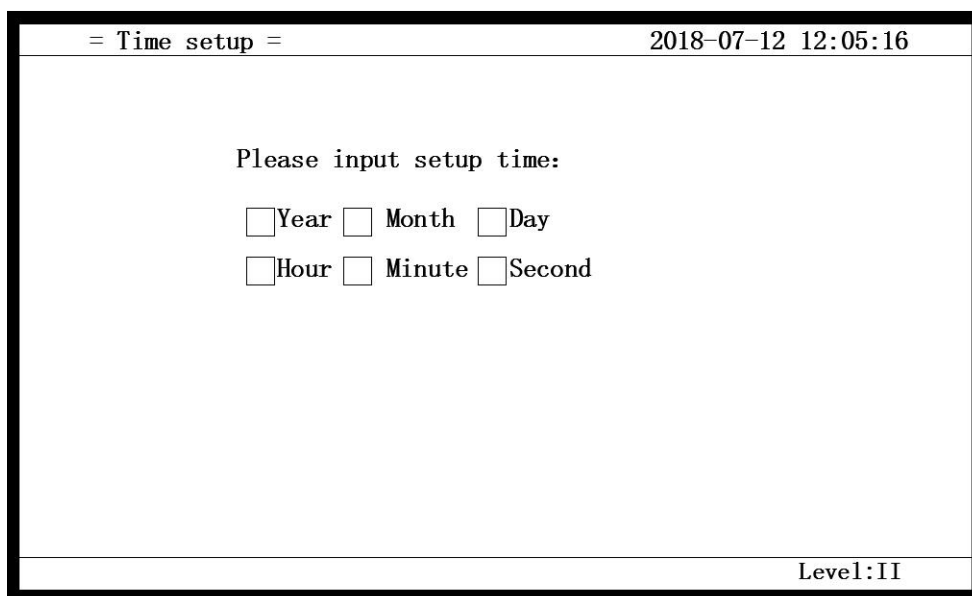 = Time setup = 2018-07-12 12:05:16
Please input setup time:
Year Month Day
Hour Minute Second
Level:II